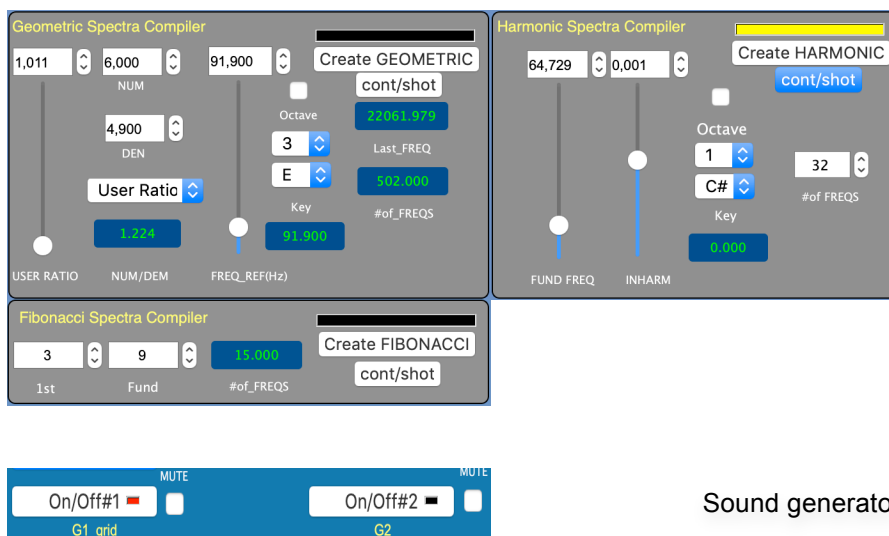 Geometric Spectra Compiler
1,011
6,000
91,900
Create GEOMETRIC
NUM
cont/shot
Octave
22061.979
4,900
3
Last_FREQ
DEN
E
502.000
User Ratio
Key
#of_FREQS
1.224
91.900
USER RATIO
NUM/DEM
FREQ_REF(Hz)
Harmonic Spectra Compiler
64,729
0,001
Create HARMONIC
cont/shot
Octave
1
32
C#
#of FREQS
Key
0.000
FUND FREQ
INHARM
Fibonacci Spectra Compiler
3
9
15.000
Create FIBONACCI
1st
Fund
#of_FREQS
cont/shot
MUTE
MUTE
On/Off#1
On/Off#2
G1_grid
G2
Sound generato